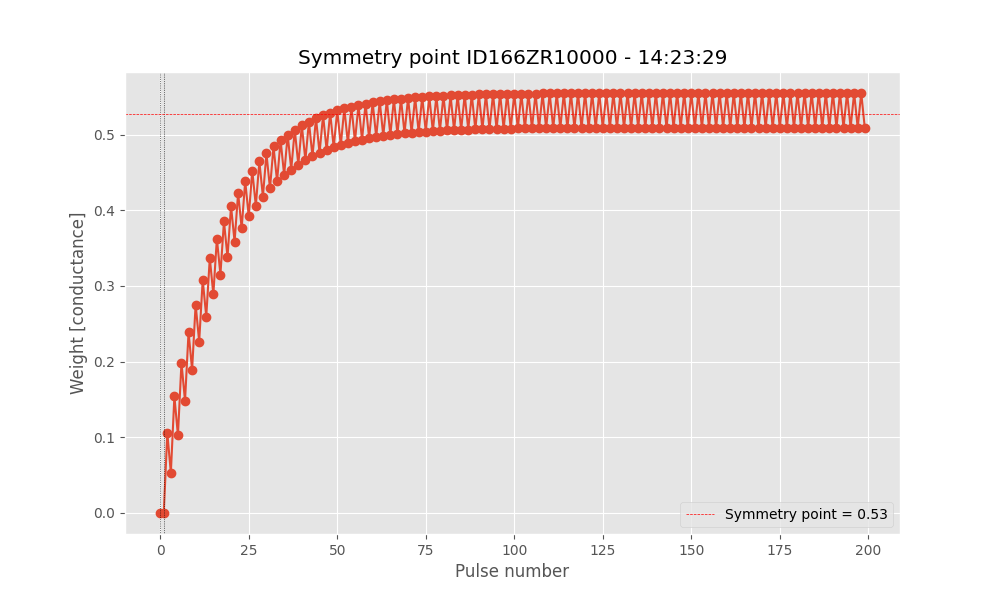 Symmetry point ID166ZR10000 - 14:23:29
Weight [conductance]
0.5
0.4
0.3
0.2
0.1
0.0
Symmetry point = 0.53
0 25 50 75 100 125 150 175 200
Pulse number